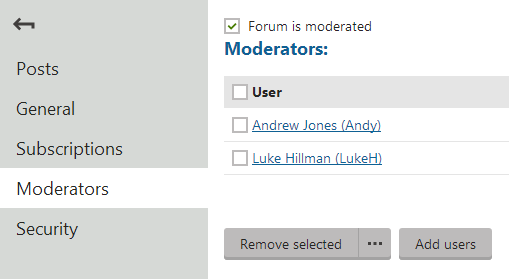 Posts
General
Subscriptions
Moderators
Security
Forum is moderated
Moderators:
User
Andrew Jones (Andy)
Luke Hillman (LukeH)
Remove selected ... Add users